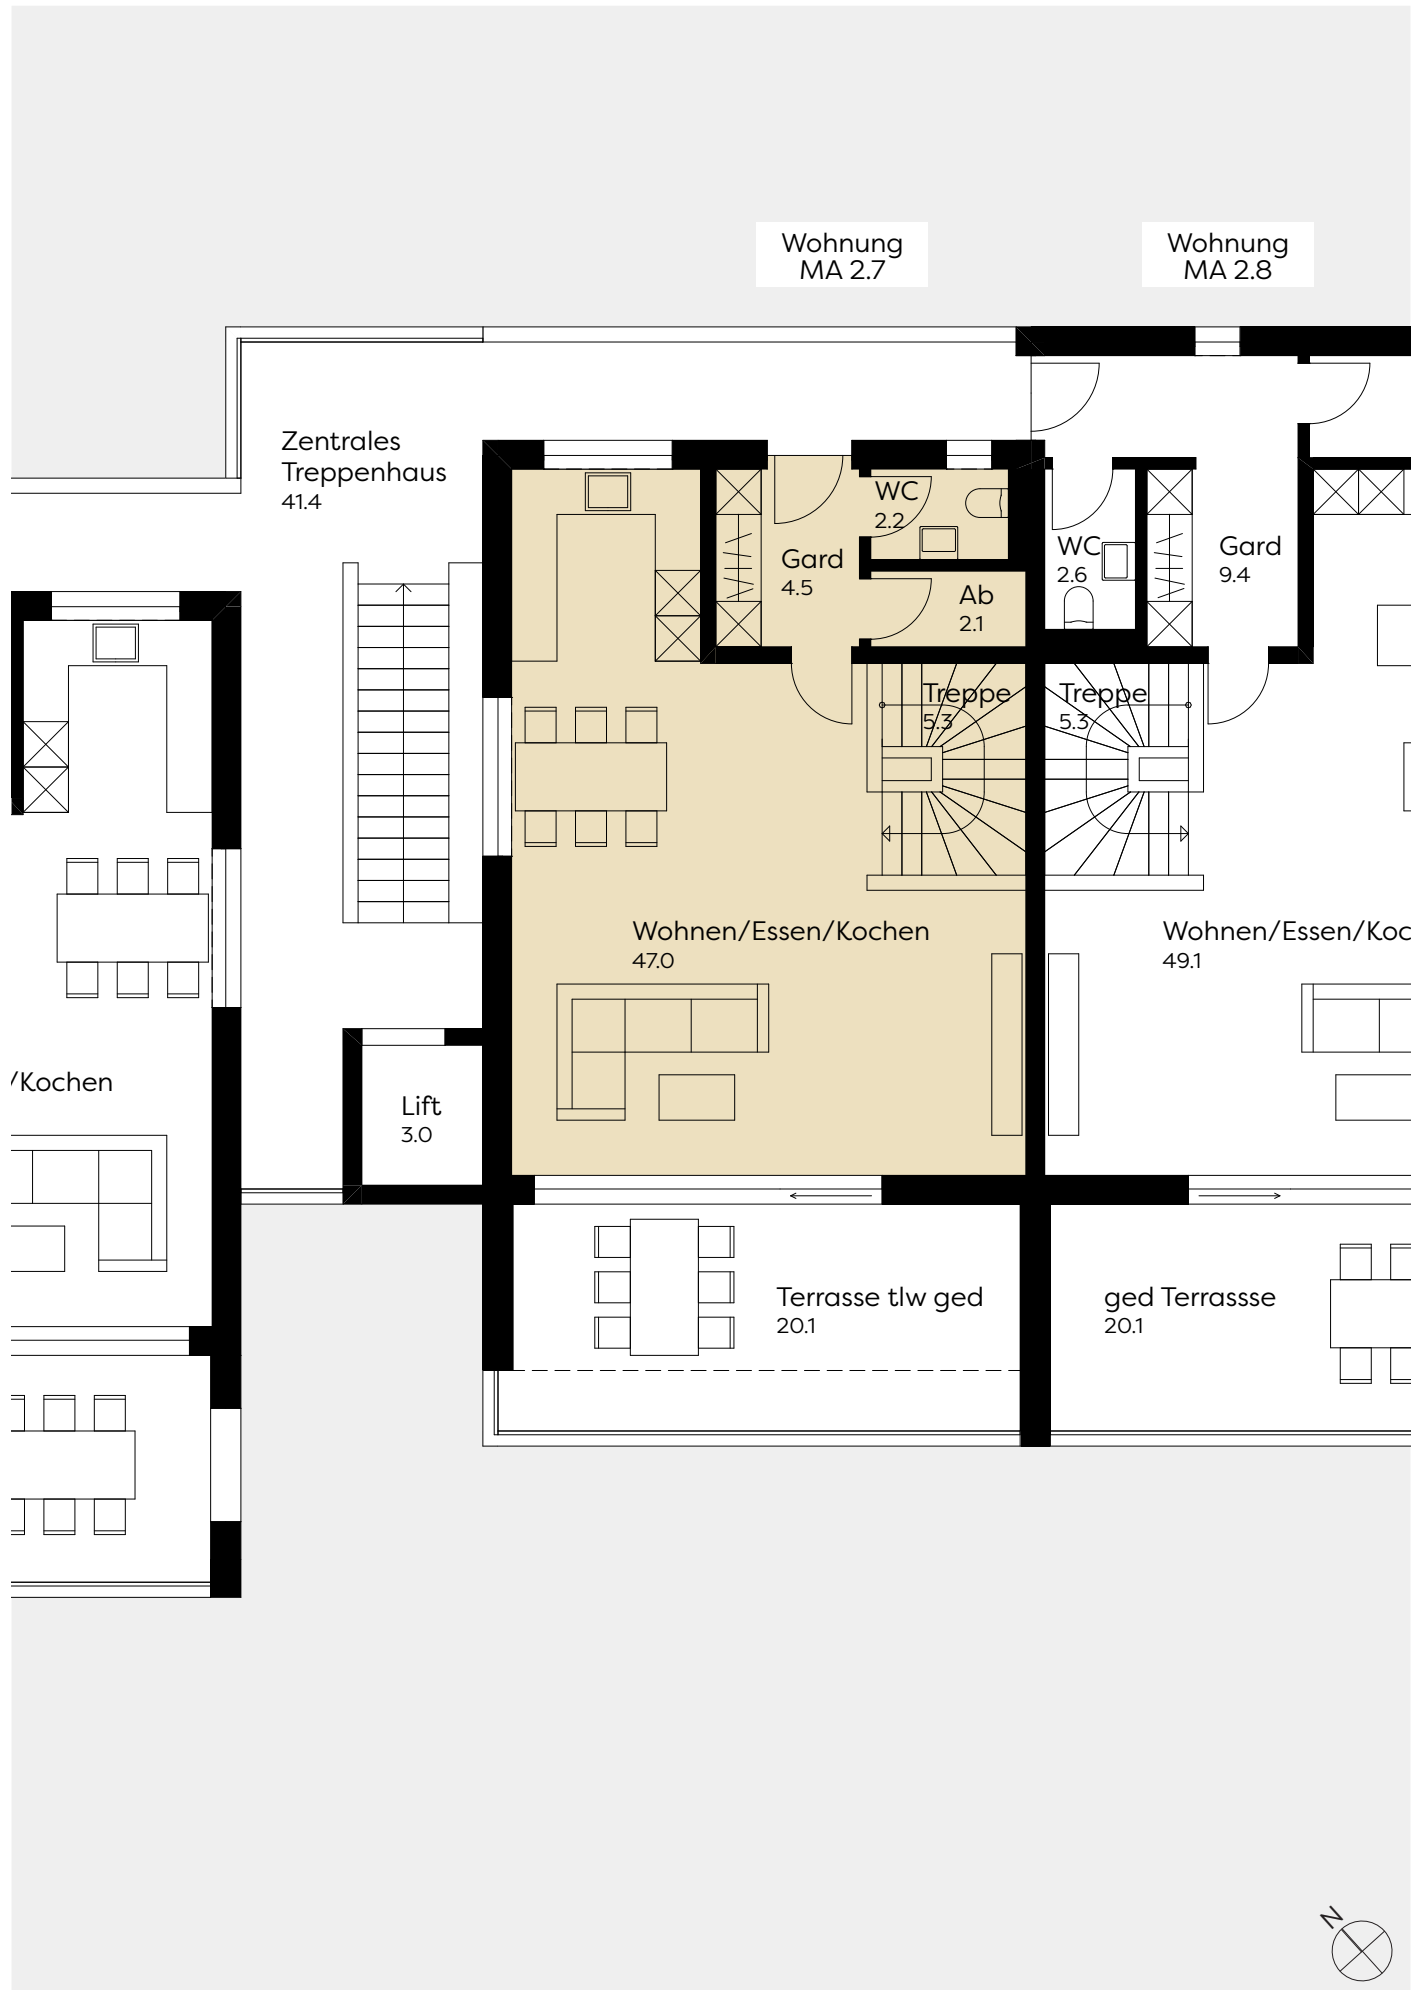 Wohnung
MA 2.7
Wohnung
MA 2.8
Zentrales
Treppenhaus
41.4
WC
2.2
Gard
4.5
Ab
2.1
WC
2.6
Gard
9.4
Treppe
5.3
Treppe
5.3
Wohnen/Essen/Kochen
47.0
Wohnen/Essen/Koc
49.1
/Kochen
Lift
3.0
Terrasse tlw ged
20.1
ged Terrassse
20.1
N